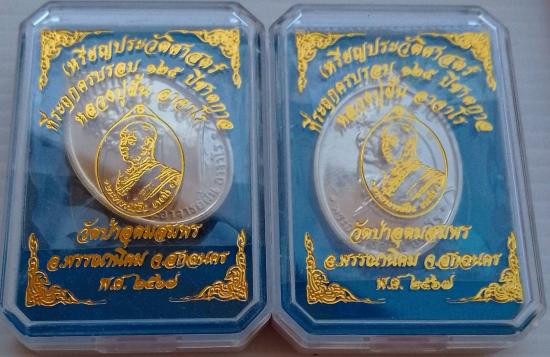 เหรียญประวัติศาสตร์
ที่ระฤกครบรอบ ๑๒๕ ปีชาตกาล
หลวงปู่ฝั้น อาจาโร
วัดป่าอุดมสมพร
อ.พรรณานิคม จ.สกลนคร
พ.ศ. ๒๕๖๗
เหรียญประวัติศาสตร์
ที่ระฤกครบรอบ ๑๒๕ ปีชาตกาล
หลวงปู่ฝั้น อาจาโร
วัดป่าอุดมสมพร
อ.พรรณานิคม จ.สกลนคร
พ.ศ. ๒๕๖๗